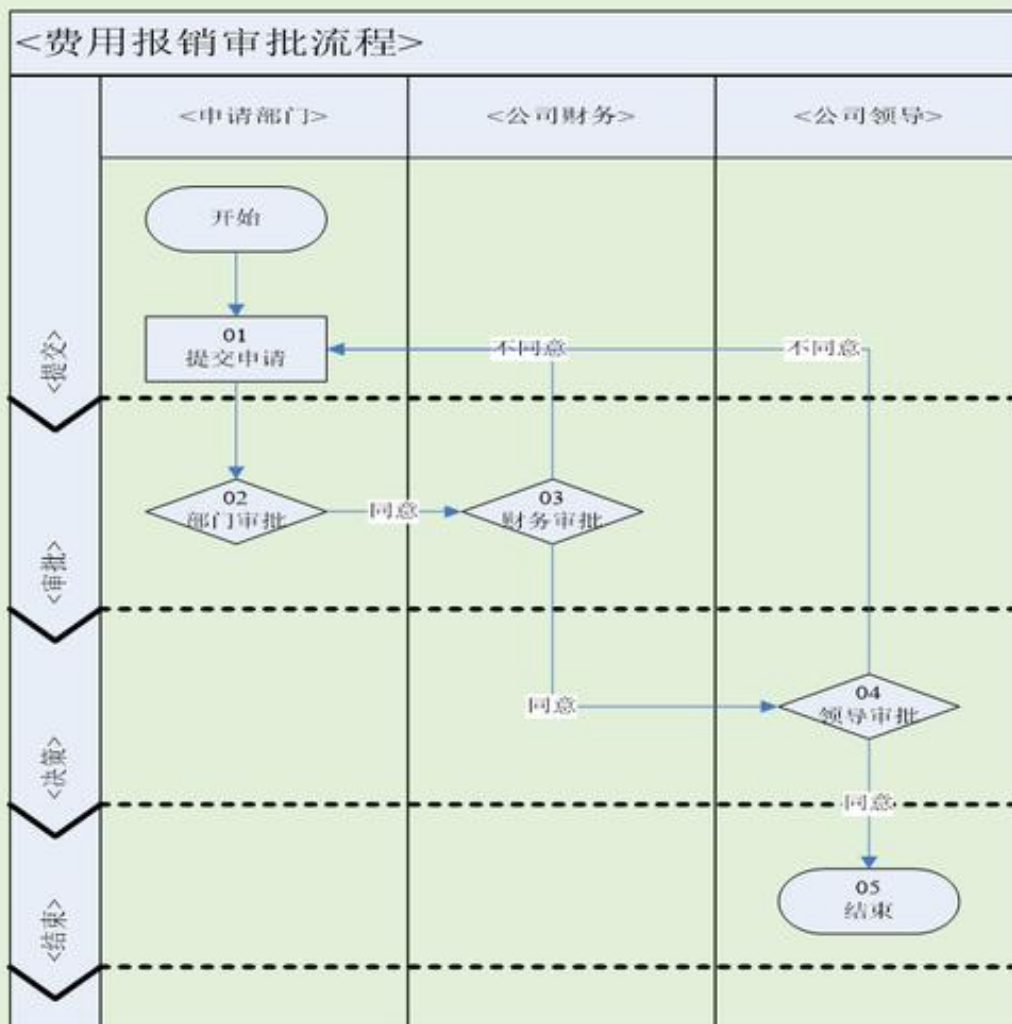 <费用报销审批流程>
<申请部门>
<公司财务>
<公司领导>
开始
<提交>
01
提交申请
不同意
不同意
<审批>
02
部门审批
同意
03
财务审批
<决策>
同意
04
领导审批
同意
<结束>
05
结束